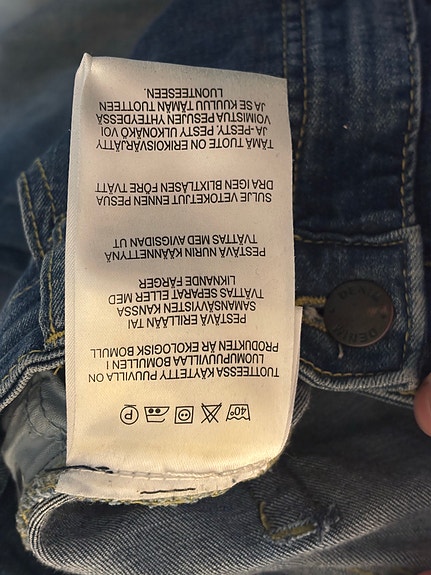 40° P
TUOTTEESSA KÄYTETTY PUUVILLA ON
LUOMUPUUVILLAA BOMULLEN I
PRODUKTEN ÄR EKOLOGISK BOMULL
PESTÄVÄ ERILLÄÄN TAI
SAMANSÄVYISTEN KANSSA
TVÄTTAS SEPARAT ELLER MED
LIKNANDE FÄRGER
PESTÄVÄ NURIN KÄÄNNETTYNÄ
TVÄTTAS MED AVIGSIDAN UT
SULJE VETOKETJUT ENNEN PESUA
DRA IGEN BLIXTLÅSEN FÖRE TVÄTT
TÄMÄ TUOTE ON ERIKOISVÄRJÄTTY
JA-PESTY. PESTY ULKONÄKÖ VOI
VOIMISTUA PESUJEN YHTEYDESSÄ
JA SE KUULUU TÄMÄN TUOTTEEN
LUONTEESEEN.